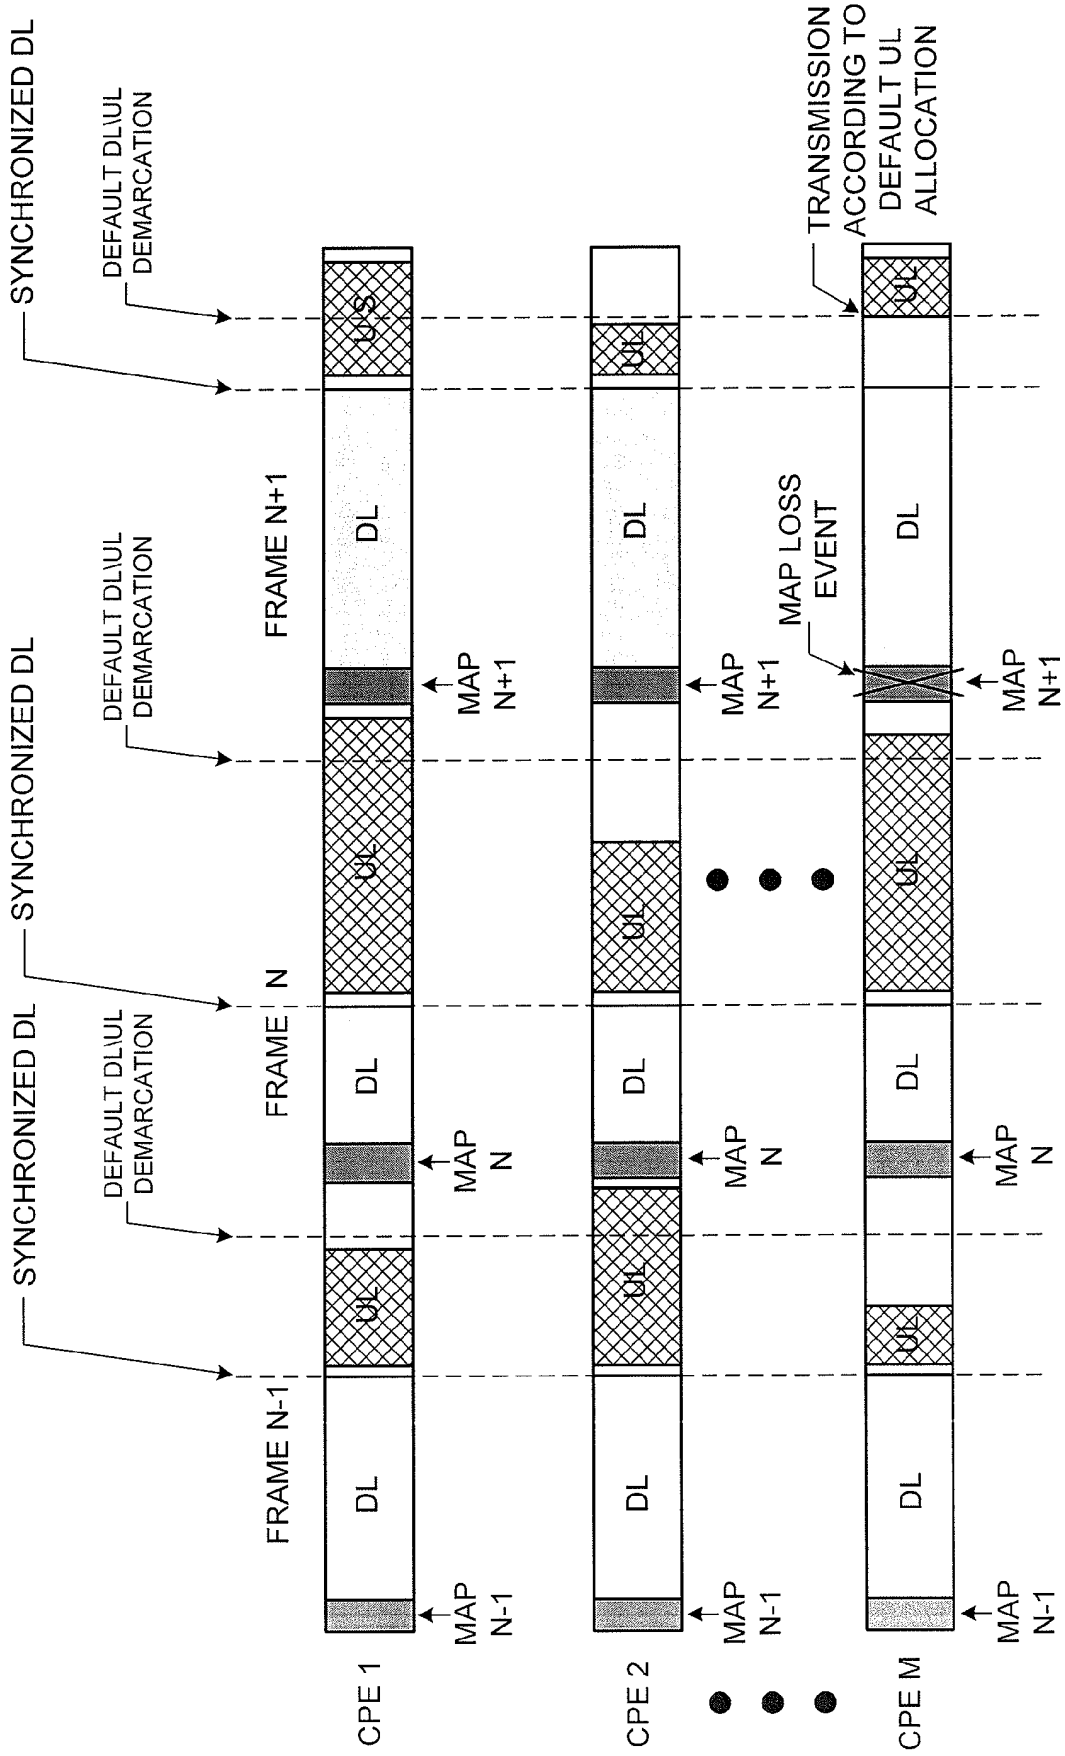 SYNCHRONIZED DL
SYNCHRONIZED DL
SYNCHRONIZED DL
DEFAULT DL\UL
DEMARCATION
DEFAULT DL\UL
DEMARCATION
DEFAULT DL\UL
DEMARCATION
FRAME N-1
FRAME N
FRAME N+1
CPE 1
DL
UL
DL
UL
DL
US
MAP
N-1
MAP
N
MAP
N+1
CPE 2
DL
UL
DL
UL
DL
UL
MAP
N-1
MAP
N
MAP
N+1
MAP LOSS
EVENT
TRANSMISSION
ACCORDING TO
DEFAULT UL
ALLOCATION
CPE M
DL
UL
DL
UL
DL
UL
MAP
N-1
MAP
N
MAP
N+1